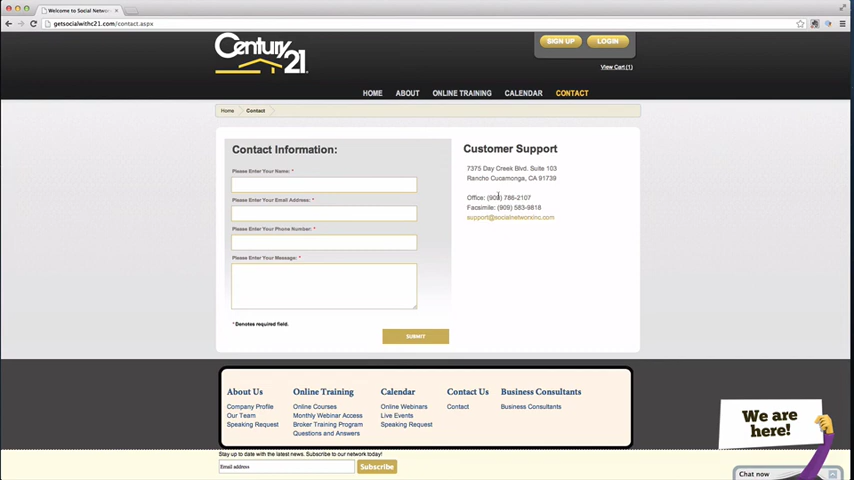 Welcome to Social Networ
getsocialwithc21.com/contact.aspx
Century 21
SIGN UP
LOGIN
View Cart (1)
HOME
ABOUT
ONLINE TRAINING
CALENDAR
CONTACT
Home
Contact
Contact Information:
Please Enter Your Name: *
Please Enter Your Email Address: *
Please Enter Your Phone Number: *
Please Enter Your Message: *
* Denotes required field.
SUBMIT
Customer Support
7375 Day Creek Blvd. Suite 103
Rancho Cucamonga, CA 91739
Office: (909) 786-2107
Facsimile: (909) 583-9818
support@socialnetworxinc.com
About Us
Company Profile
Our Team
Speaking Request
Online Training
Online Courses
Monthly Webinar Access
Broker Training Program
Questions and Answers
Calendar
Online Webinars
Live Events
Speaking Request
Contact Us
Contact
Business Consultants
Business Consultants
We are
here!
Chat now
Stay up to date with the latest news. Subscribe to our network today!
Email address
Subscribe